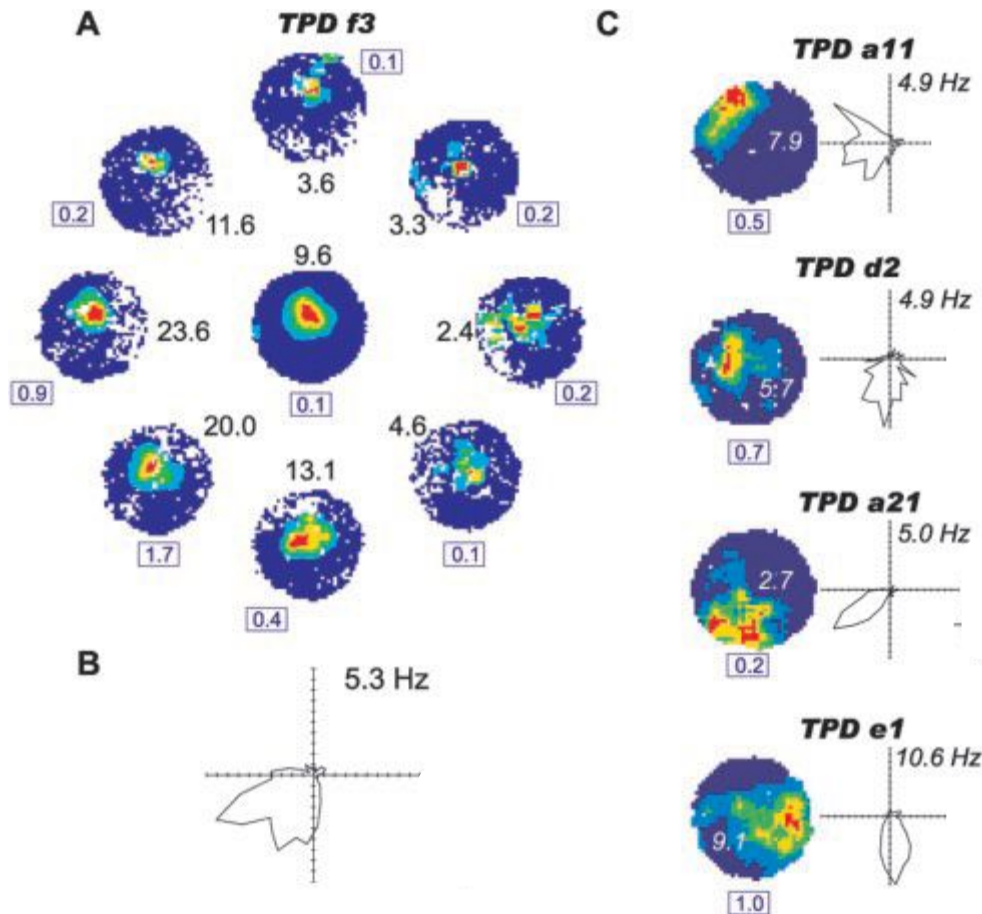 A
TPD f3
0.1
3.6
0.2
11.6
3.3
0.2
9.6
23.6
0.9
0.1
2.4
0.2
20.0
1.7
13.1
0.4
4.6
0.1
B
5.3 Hz
C
TPD a11
4.9 Hz
7.9
0.5
TPD d2
4.9 Hz
5.7
0.7
TPD a21
5.0 Hz
2.7
0.2
TPD e1
10.6 Hz
9.1
1.0